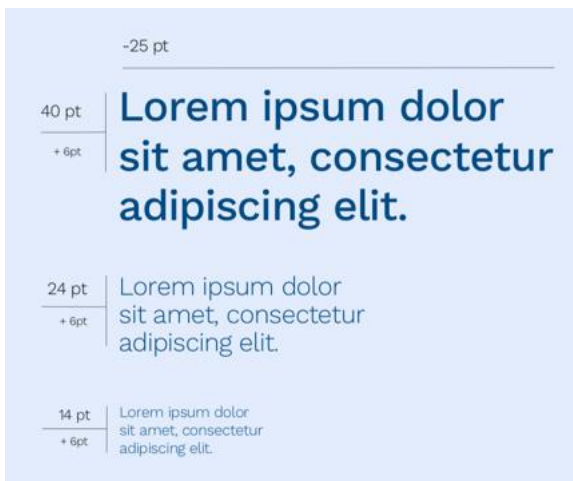 -25 pt
40 pt
+ 6pt
Lorem ipsum dolor
sit amet, consectetur
adipiscing elit.
24 pt
+ 6pt
Lorem ipsum dolor
sit amet, consectetur
adipiscing elit.
14 pt
+ 6pt
Lorem ipsum dolor
sit amet, consectetur
adipiscing elit.